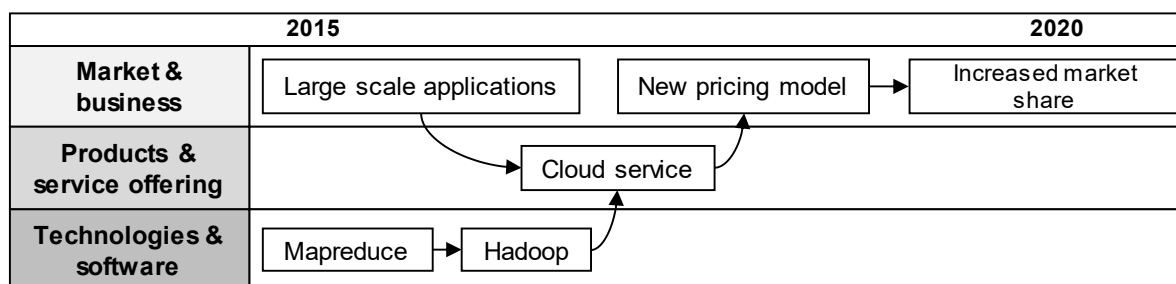 2015 2020
Market &
business
Large scale applications
New pricing model
Increased market
share
Products &
service offering
Cloud service
Technologies &
software
Mapreduce
Hadoop